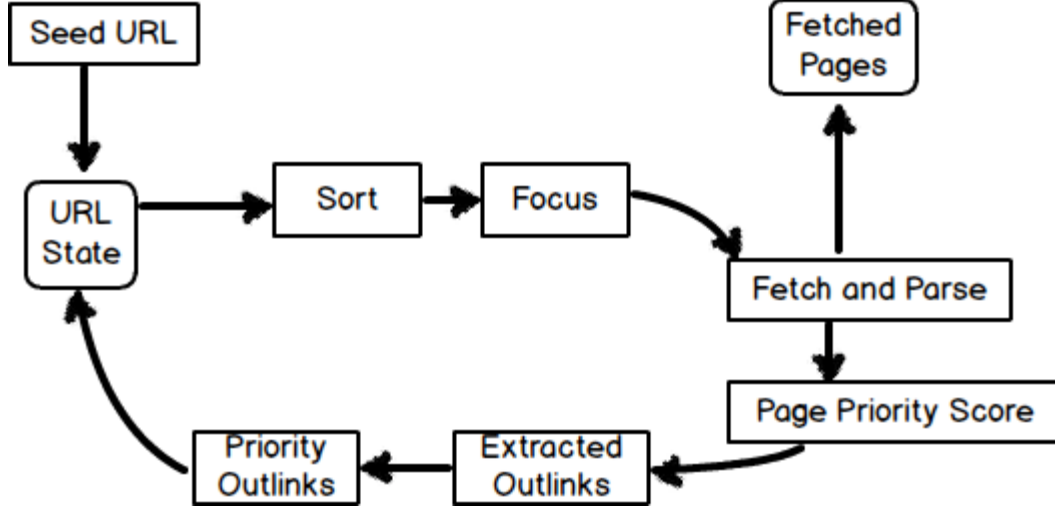 Seed URL
Fetched
Pages
URL
State
Sort
Focus
Fetch and Parse
Page Priority Score
Extracted
Outlinks
Priority
Outlinks